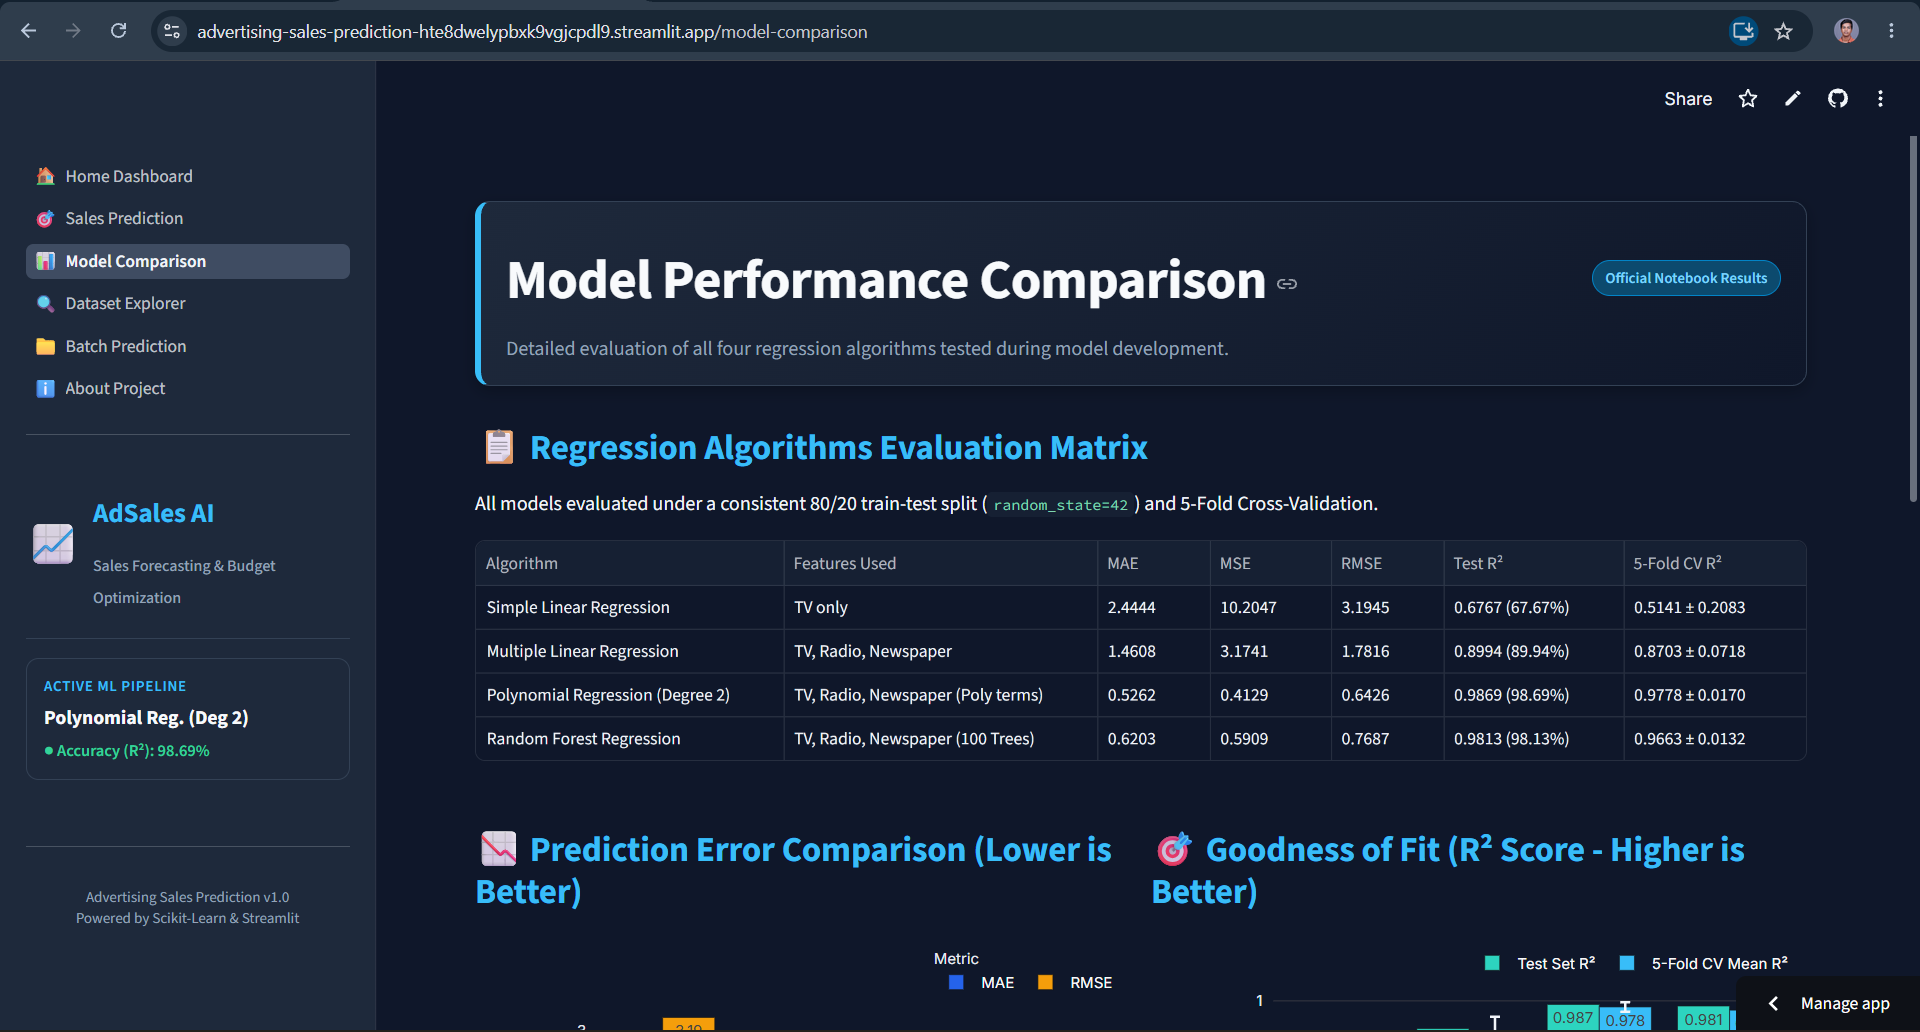 advertising-sales-prediction-hte8dwelypbxk9vgjcpdl9.streamlit.app/model-comparison
Share
Home Dashboard
Sales Prediction
Model Comparison
Dataset Explorer
Batch Prediction
About Project
AdSales AI
Sales Forecasting & Budget
Optimization
ACTIVE ML PIPELINE
Polynomial Reg. (Deg 2)
Accuracy (R²): 98.69%
Advertising Sales Prediction v1.0
Powered by Scikit-Learn & Streamlit
Model Performance Comparison
Official Notebook Results
Detailed evaluation of all four regression algorithms tested during model development.
Regression Algorithms Evaluation Matrix
All models evaluated under a consistent 80/20 train-test split ( random_state=42 ) and 5-Fold Cross-Validation.
Algorithm Features Used MAE MSE RMSE Test R² 5-Fold CV R²
Simple Linear Regression TV only 2.4444 10.2047 3.1945 0.6767 (67.67%) 0.5141 ± 0.2083
Multiple Linear Regression TV, Radio, Newspaper 1.4608 3.1741 1.7816 0.8994 (89.94%) 0.8703 ± 0.0718
Polynomial Regression (Degree 2) TV, Radio, Newspaper (Poly terms) 0.5262 0.4129 0.6426 0.9869 (98.69%) 0.9778 ± 0.0170
Random Forest Regression TV, Radio, Newspaper (100 Trees) 0.6203 0.5909 0.7687 0.9813 (98.13%) 0.9663 ± 0.0132
Prediction Error Comparison (Lower is
Better)
Metric
MAE RMSE
Goodness of Fit (R² Score - Higher is
Better)
Test Set R² 5-Fold CV Mean R²
1
0.987 0.978 0.981
Manage app